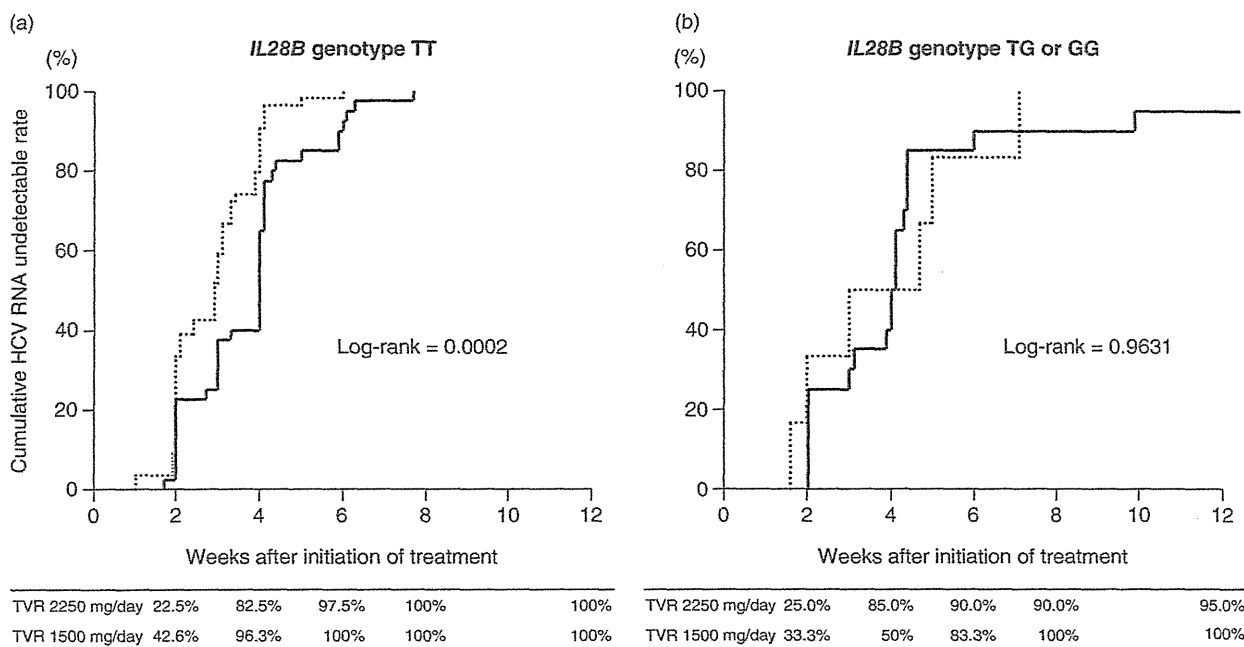 (a)
(%)
IL28B genotype TT
100
80
60
40
20
0
Cumulative HCV RNA undetectable rate
Log-rank = 0.0002
0 2 4 6 8 10 12
Weeks after initiation of treatment
TVR 2250 mg/day 22.5% 82.5% 97.5% 100% 100%
TVR 1500 mg/day 42.6% 96.3% 100% 100% 100%
(b)
(%)
IL28B genotype TG or GG
100
80
60
40
20
0
Log-rank = 0.9631
0 2 4 6 8 10 12
Weeks after initiation of treatment
TVR 2250 mg/day 25.0% 85.0% 90.0% 90.0% 95.0%
TVR 1500 mg/day 33.3% 50% 83.3% 100% 100%